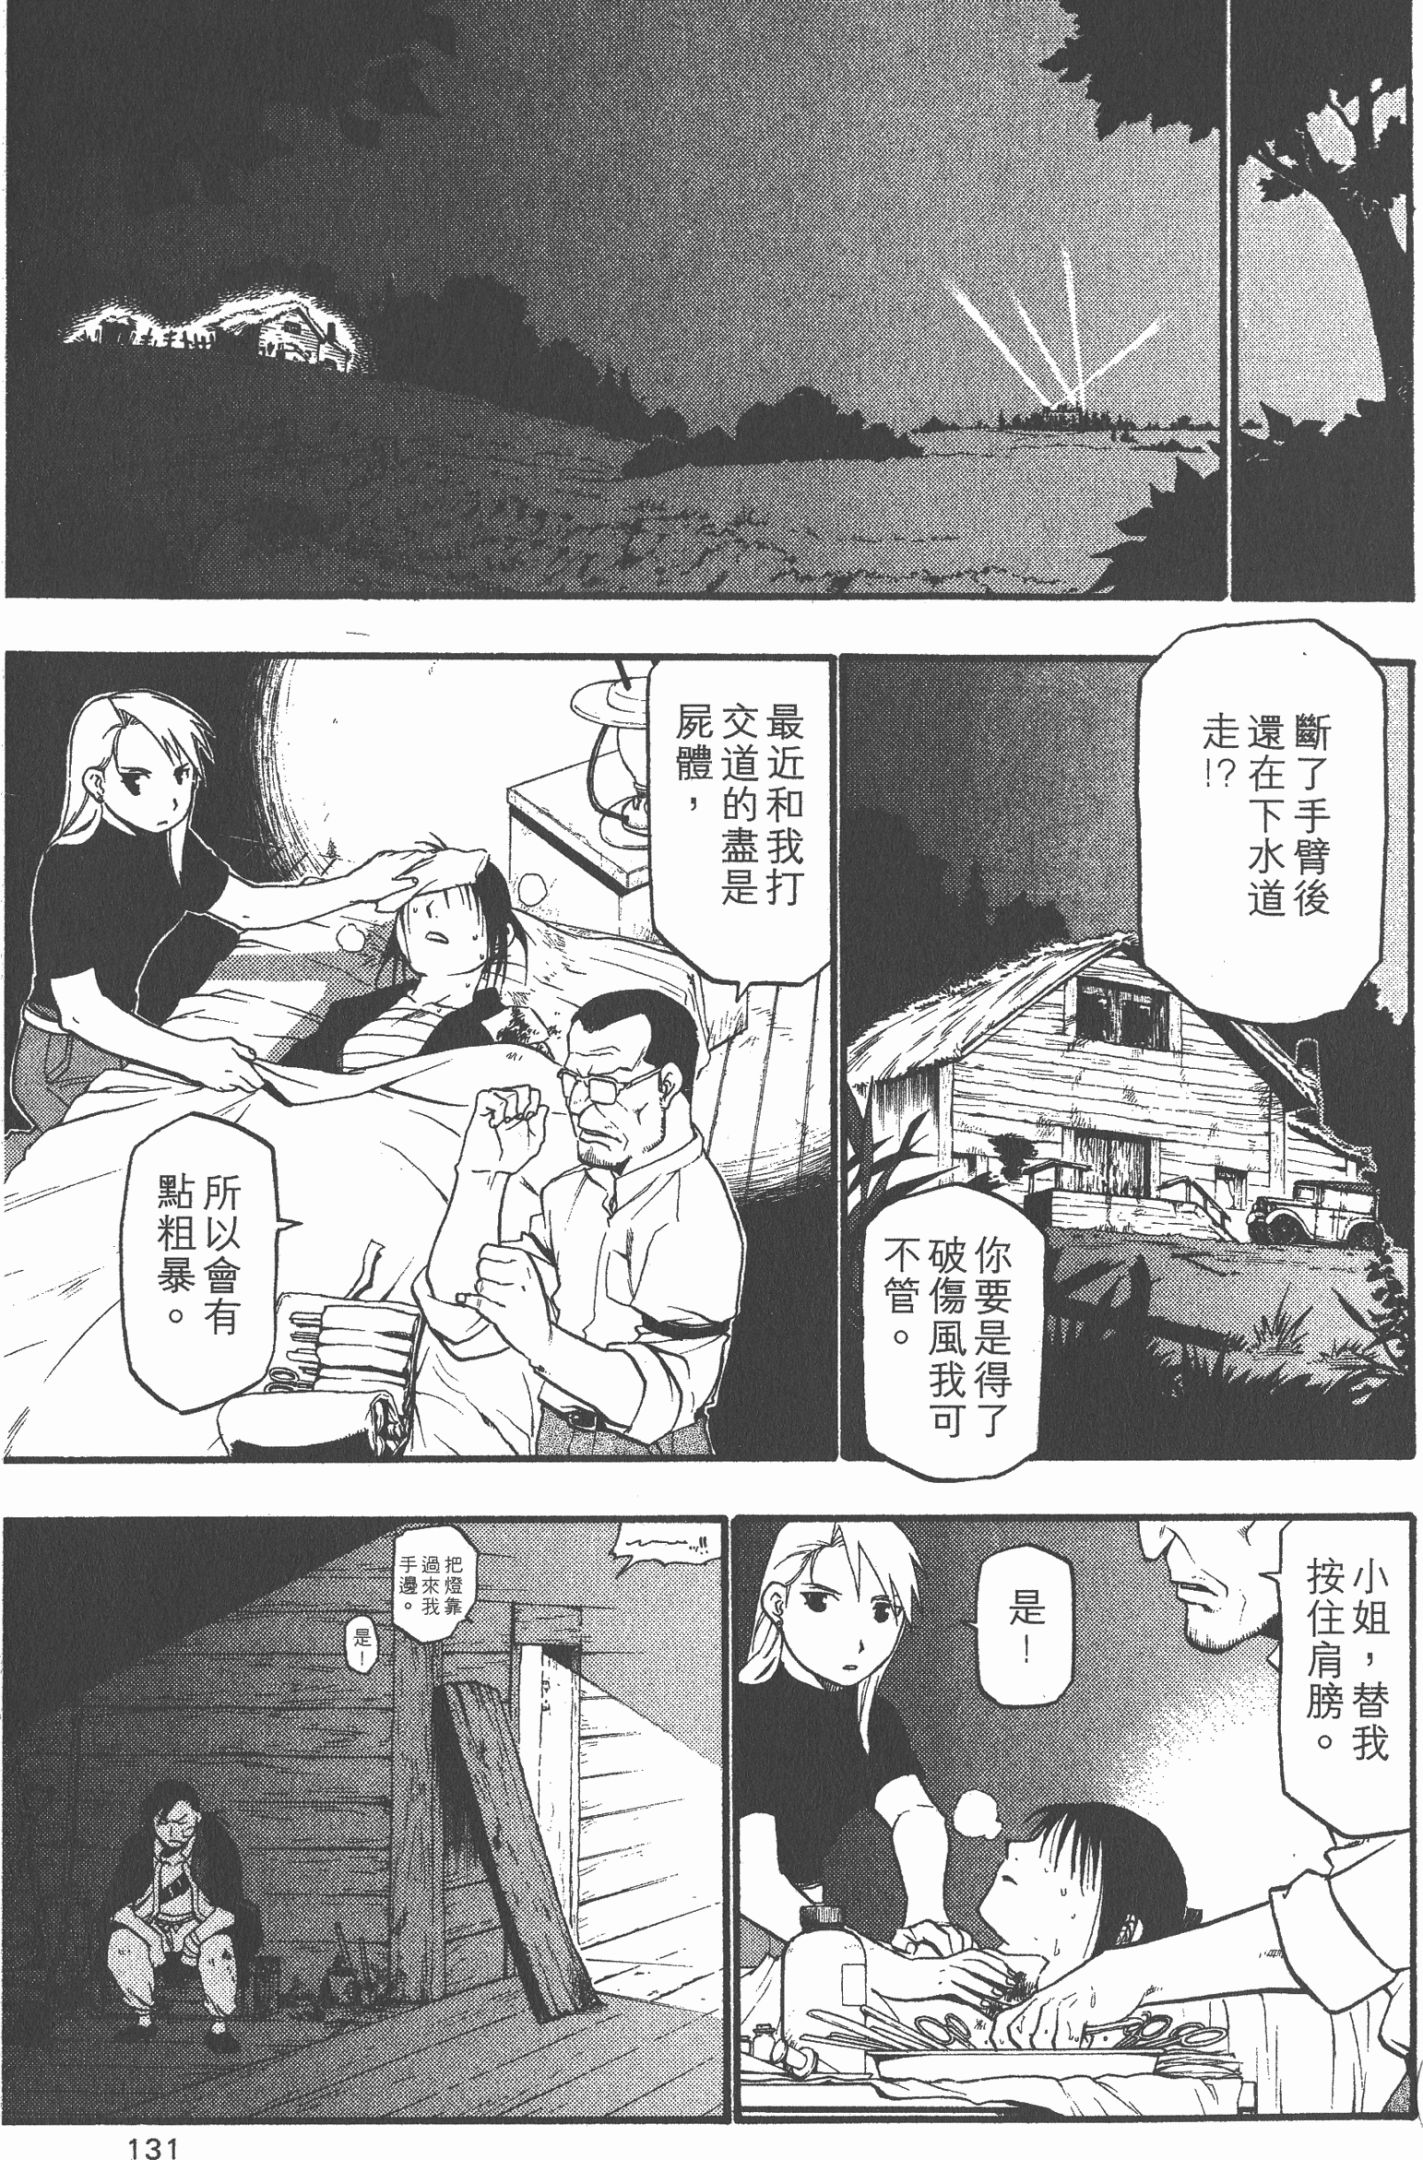 斷了手臂後
還在下水道
走!?
你要是得了
破傷風我可
不管。
最近和我打
交道的盡是
屍體，
所以會有
點粗暴。
小姐，替我
按住肩膀。
是！
…!!
把燈靠
過來我
手邊。
是！
131